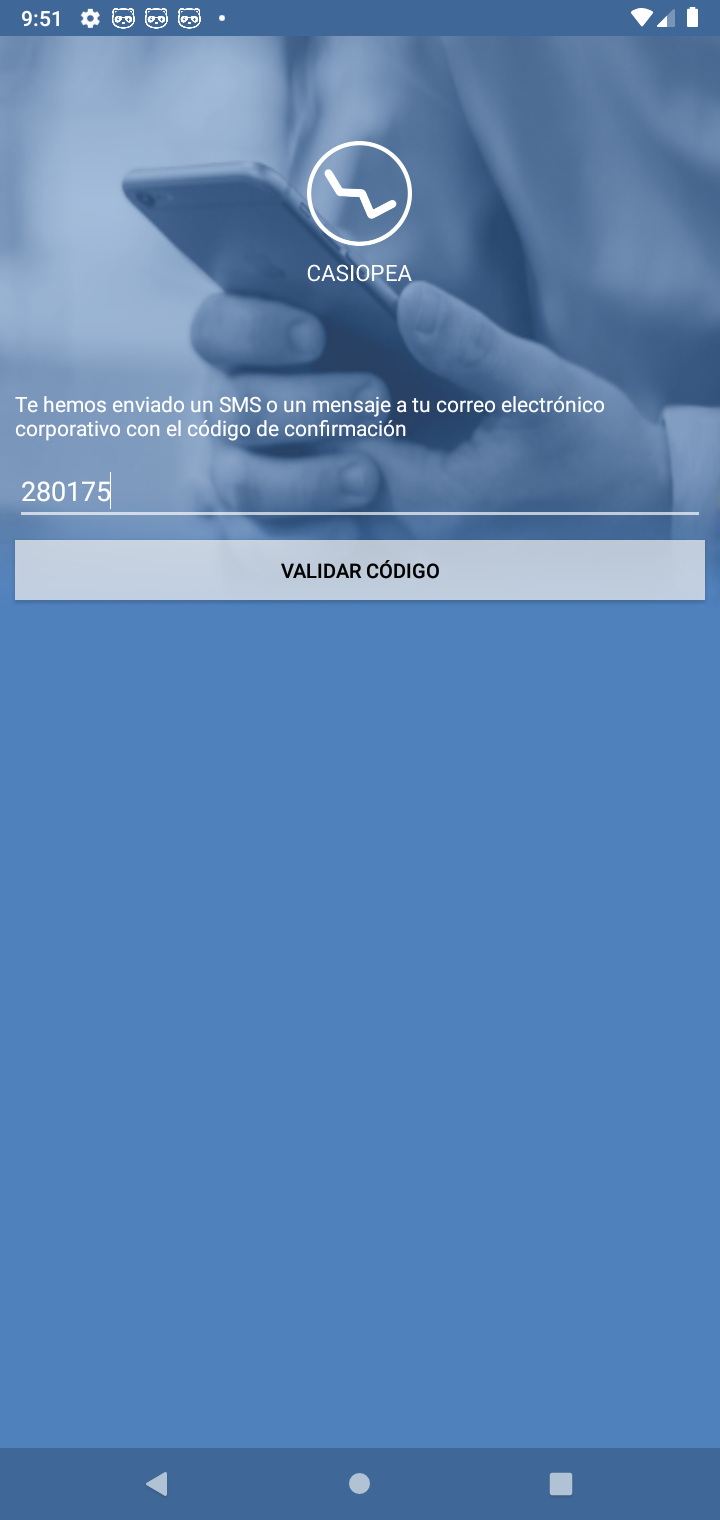 9:51
CASIOPEA
Te hemos enviado un SMS o un mensaje a tu correo electrónico
corporativo con el código de confirmación
280175
VALIDAR CÓDIGO